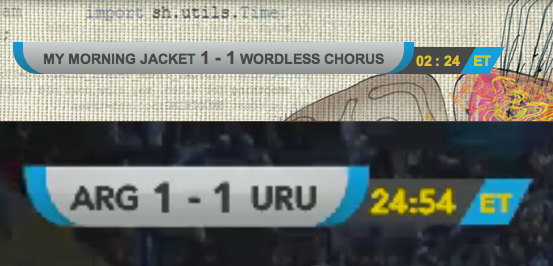 import sh.utils.Time
;
MY MORNING JACKET 1 - 1 WORDLESS CHORUS 02 : 24 ET
ARG 1 - 1 URU 24:54 ET